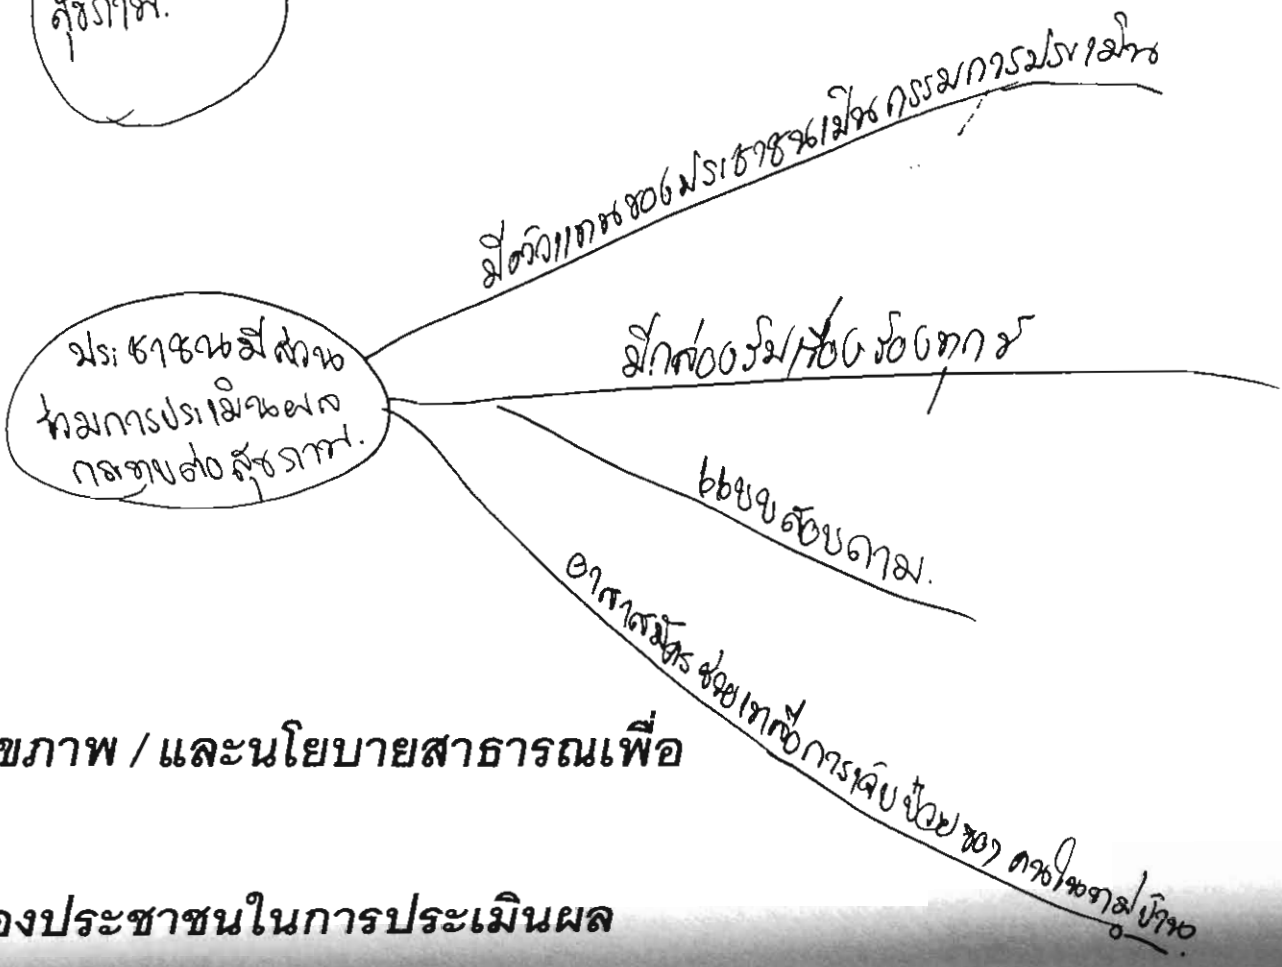 สุขภาพ.
มีตัวแทนของประชาชนเป็นกรรมการประเมิน
มีกล่องรับเรื่องร้องทุกข์
ประชาชนมีส่วน
ร่วมการประเมินผล
กระทบต่อสุขภาพ.
แบบสอบถาม.
อาสาสมัครช่วยเหลือการเจ็บป่วยของคนในหมู่บ้าน.
ขภาพ / และนโยบายสาธารณเพื่อ
องประชาชนในการประเมินผล